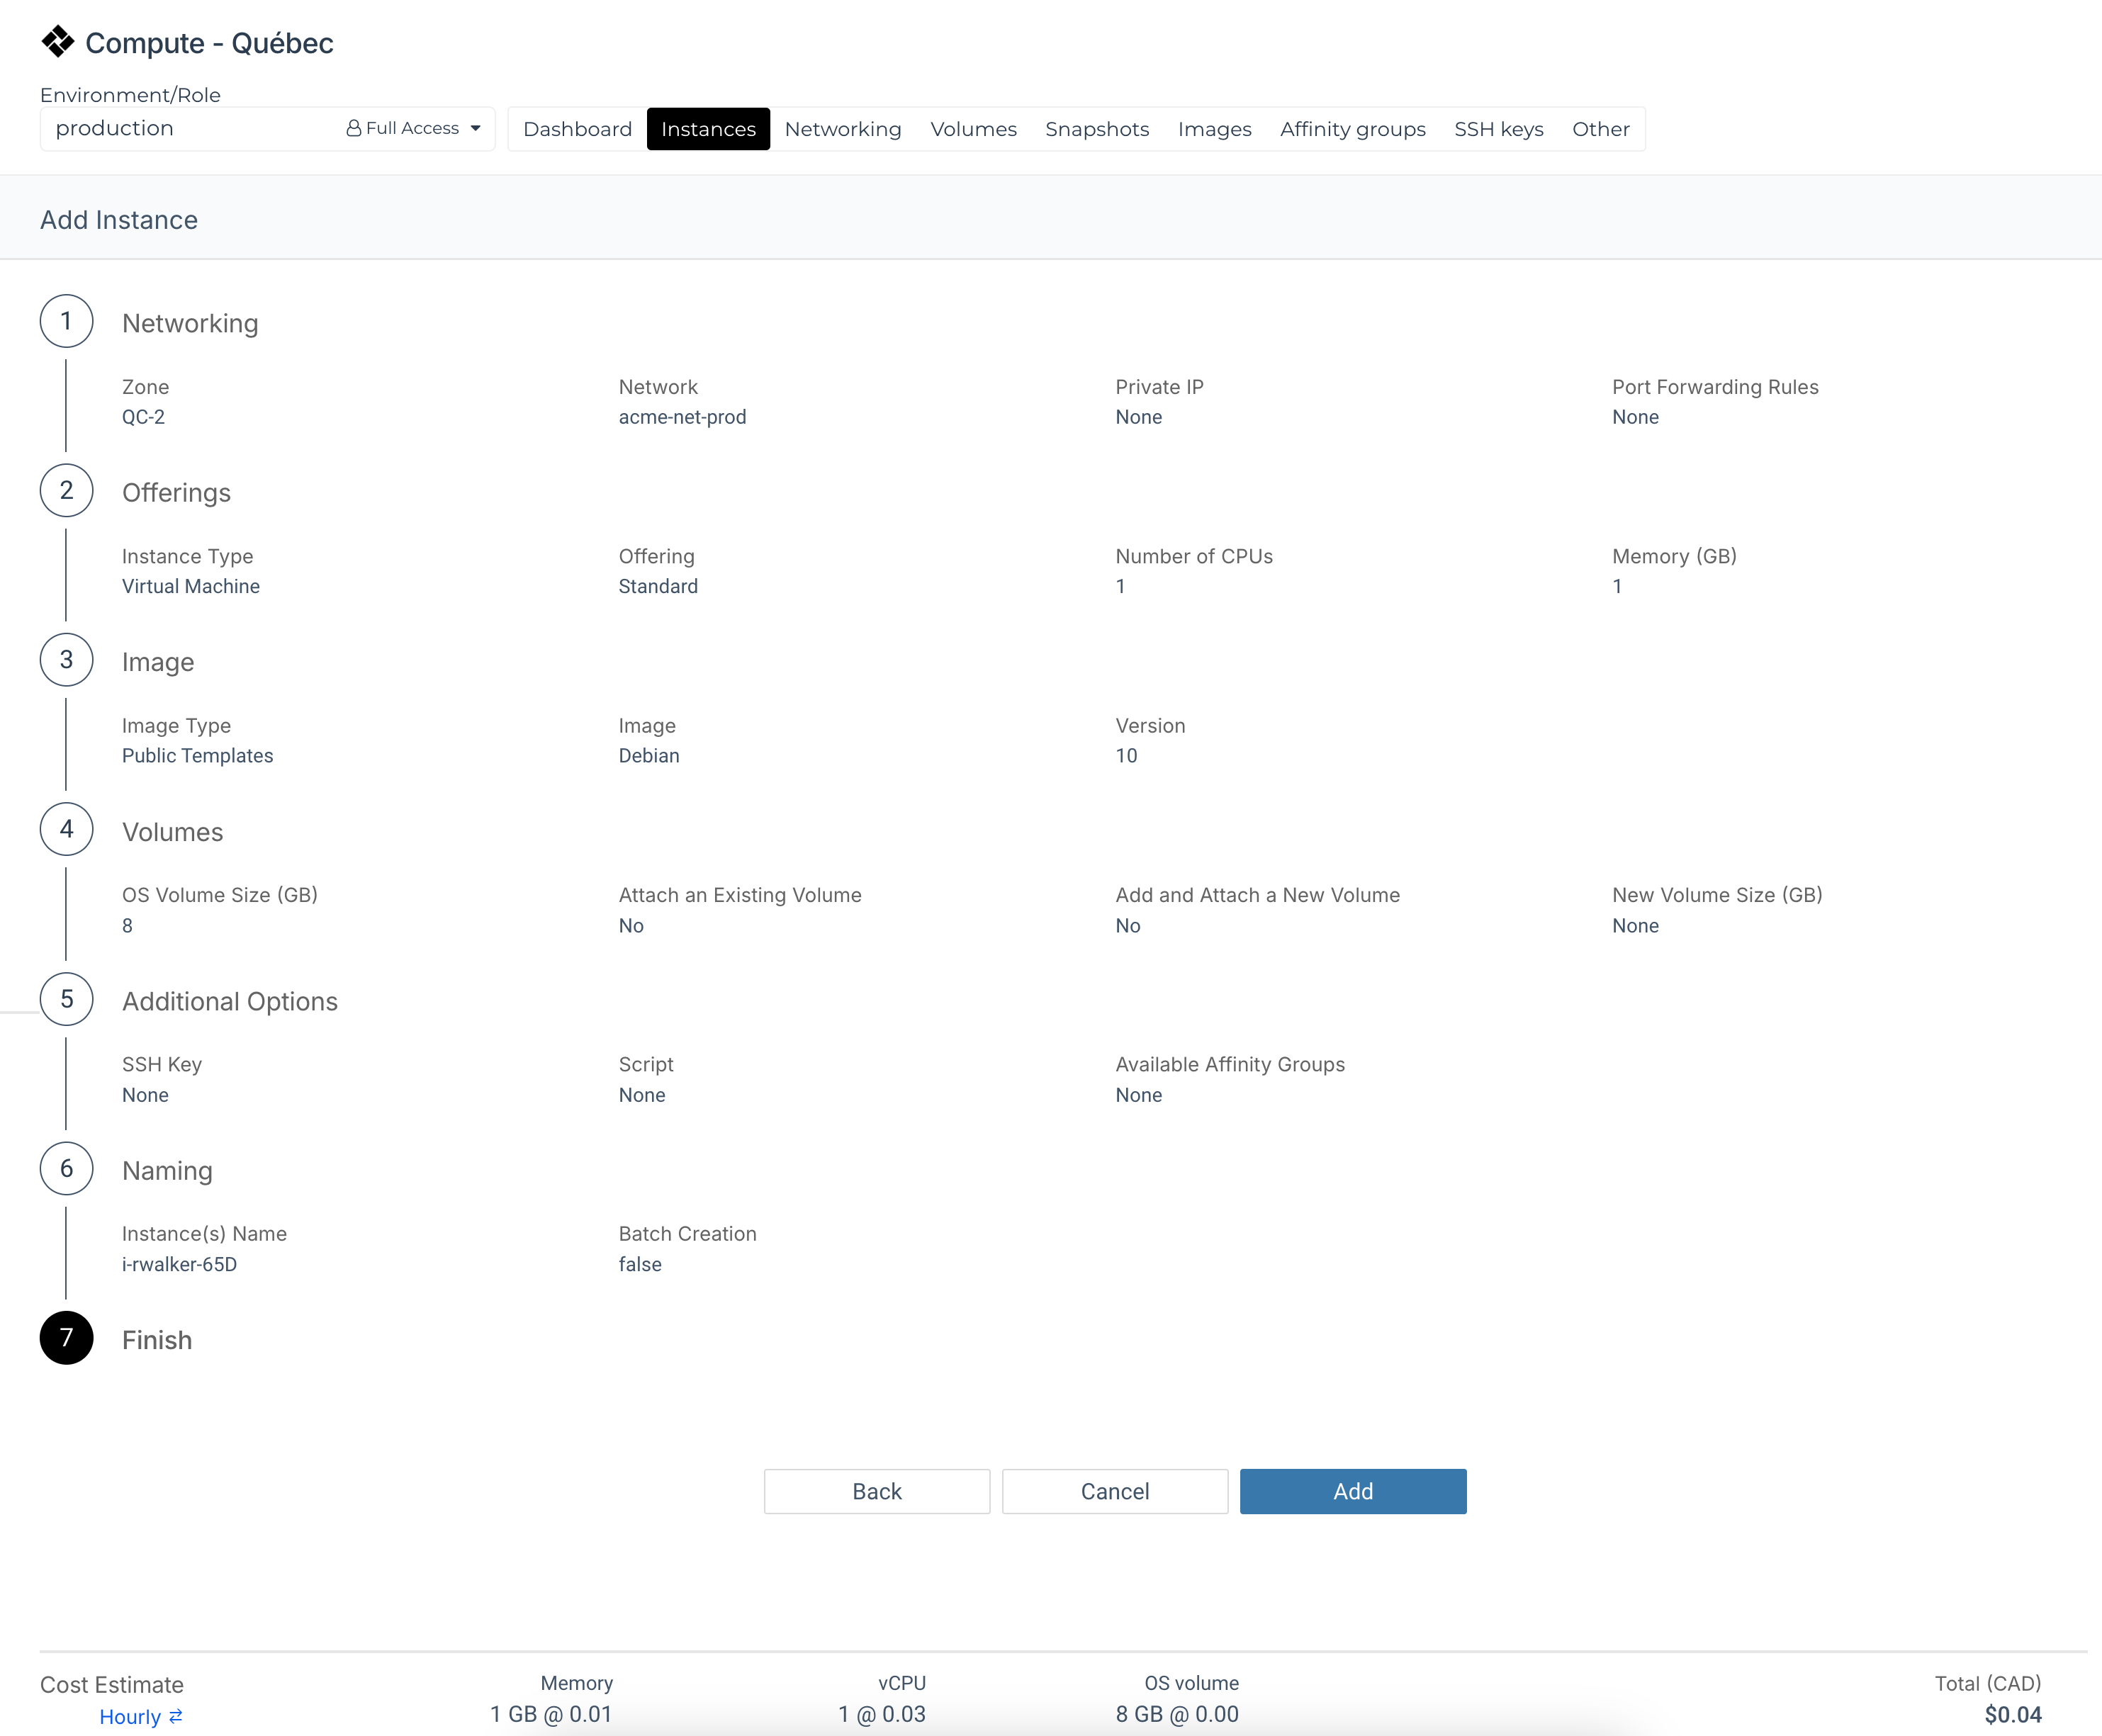 Compute - Québec
Environment/Role
production Full Access
Dashboard Instances Networking Volumes Snapshots Images Affinity groups SSH keys Other
Add Instance
1 Networking
Zone Network Private IP Port Forwarding Rules
QC-2 acme-net-prod None None
2 Offerings
Instance Type Offering Number of CPUs Memory (GB)
Virtual Machine Standard 1 1
3 Image
Image Type Image Version
Public Templates Debian 10
4 Volumes
OS Volume Size (GB) Attach an Existing Volume Add and Attach a New Volume New Volume Size (GB)
8 No No None
5 Additional Options
SSH Key Script Available Affinity Groups
None None None
6 Naming
Instance(s) Name Batch Creation
i-rwalker-65D false
7 Finish
Back Cancel Add
Cost Estimate Memory vCPU OS volume Total (CAD)
Hourly 1 GB @ 0.01 1 @ 0.03 8 GB @ 0.00 $0.04